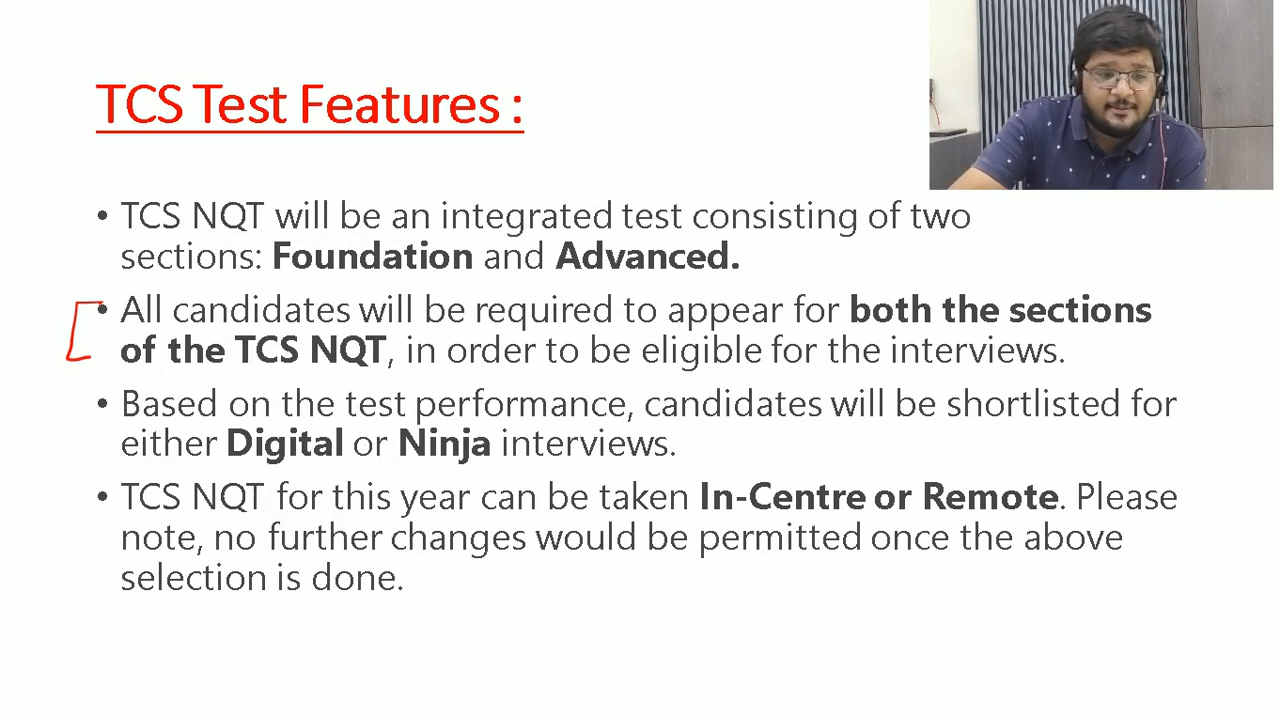 TCS Test Features :
• TCS NQT will be an integrated test consisting of two
sections: Foundation and Advanced.
• All candidates will be required to appear for both the sections
of the TCS NQT, in order to be eligible for the interviews.
• Based on the test performance, candidates will be shortlisted for
either Digital or Ninja interviews.
• TCS NQT for this year can be taken In-Centre or Remote. Please
note, no further changes would be permitted once the above
selection is done.